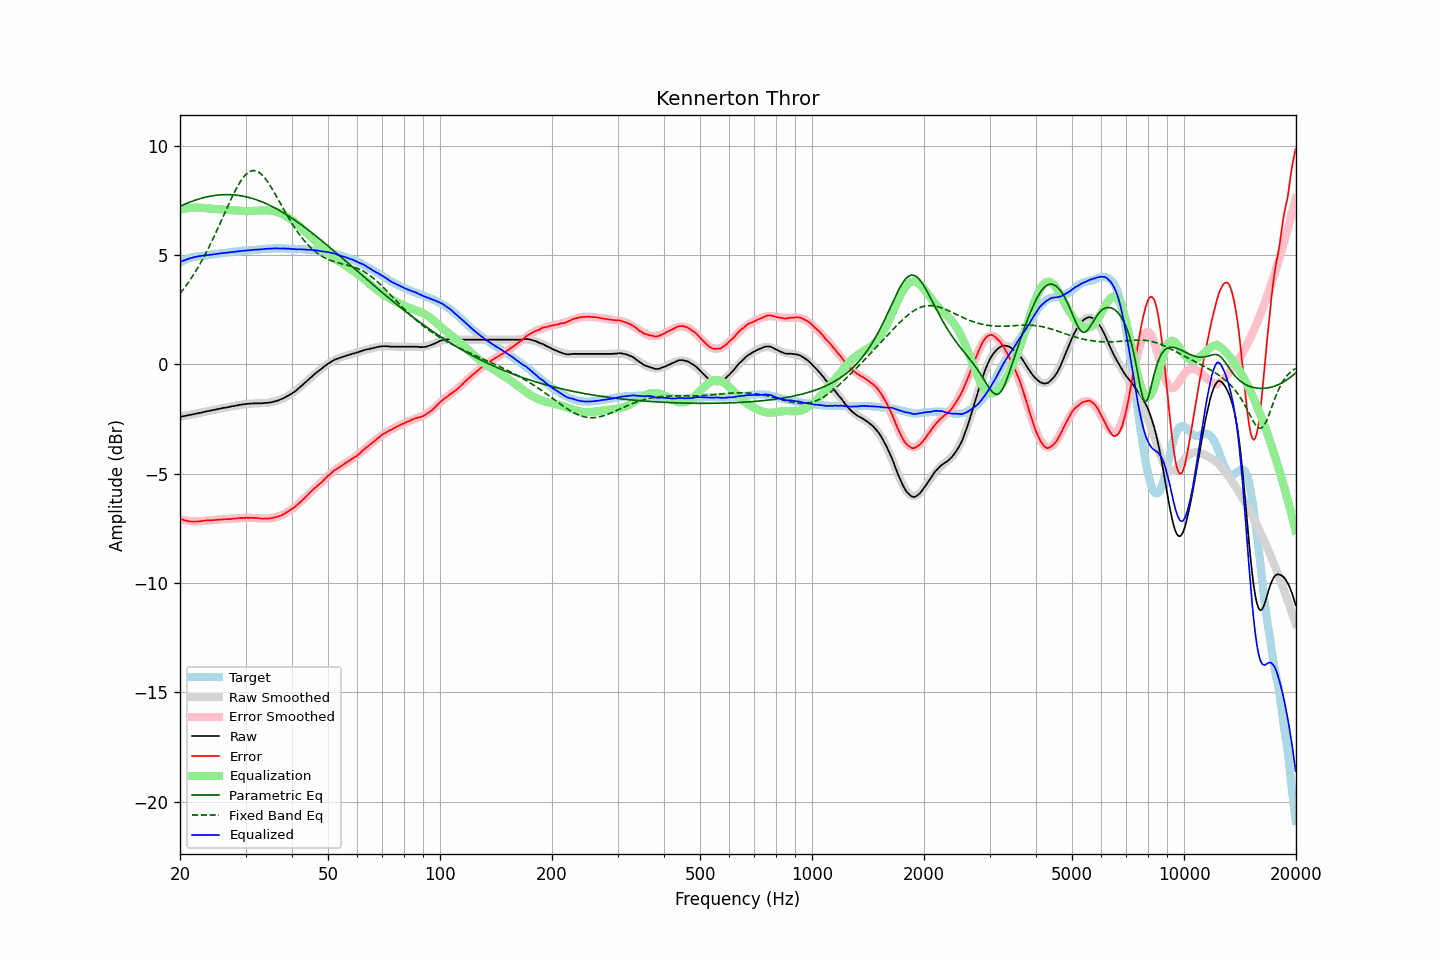 Kennerton Thror
Amplitude (dBr)
10
5
0
−5
−10
−15
−20
Target
Raw Smoothed
Error Smoothed
Raw
Error
Equalization
Parametric Eq
Fixed Band Eq
Equalized
20 50 100 200 500 1000 2000 5000 10000 20000
Frequency (Hz)